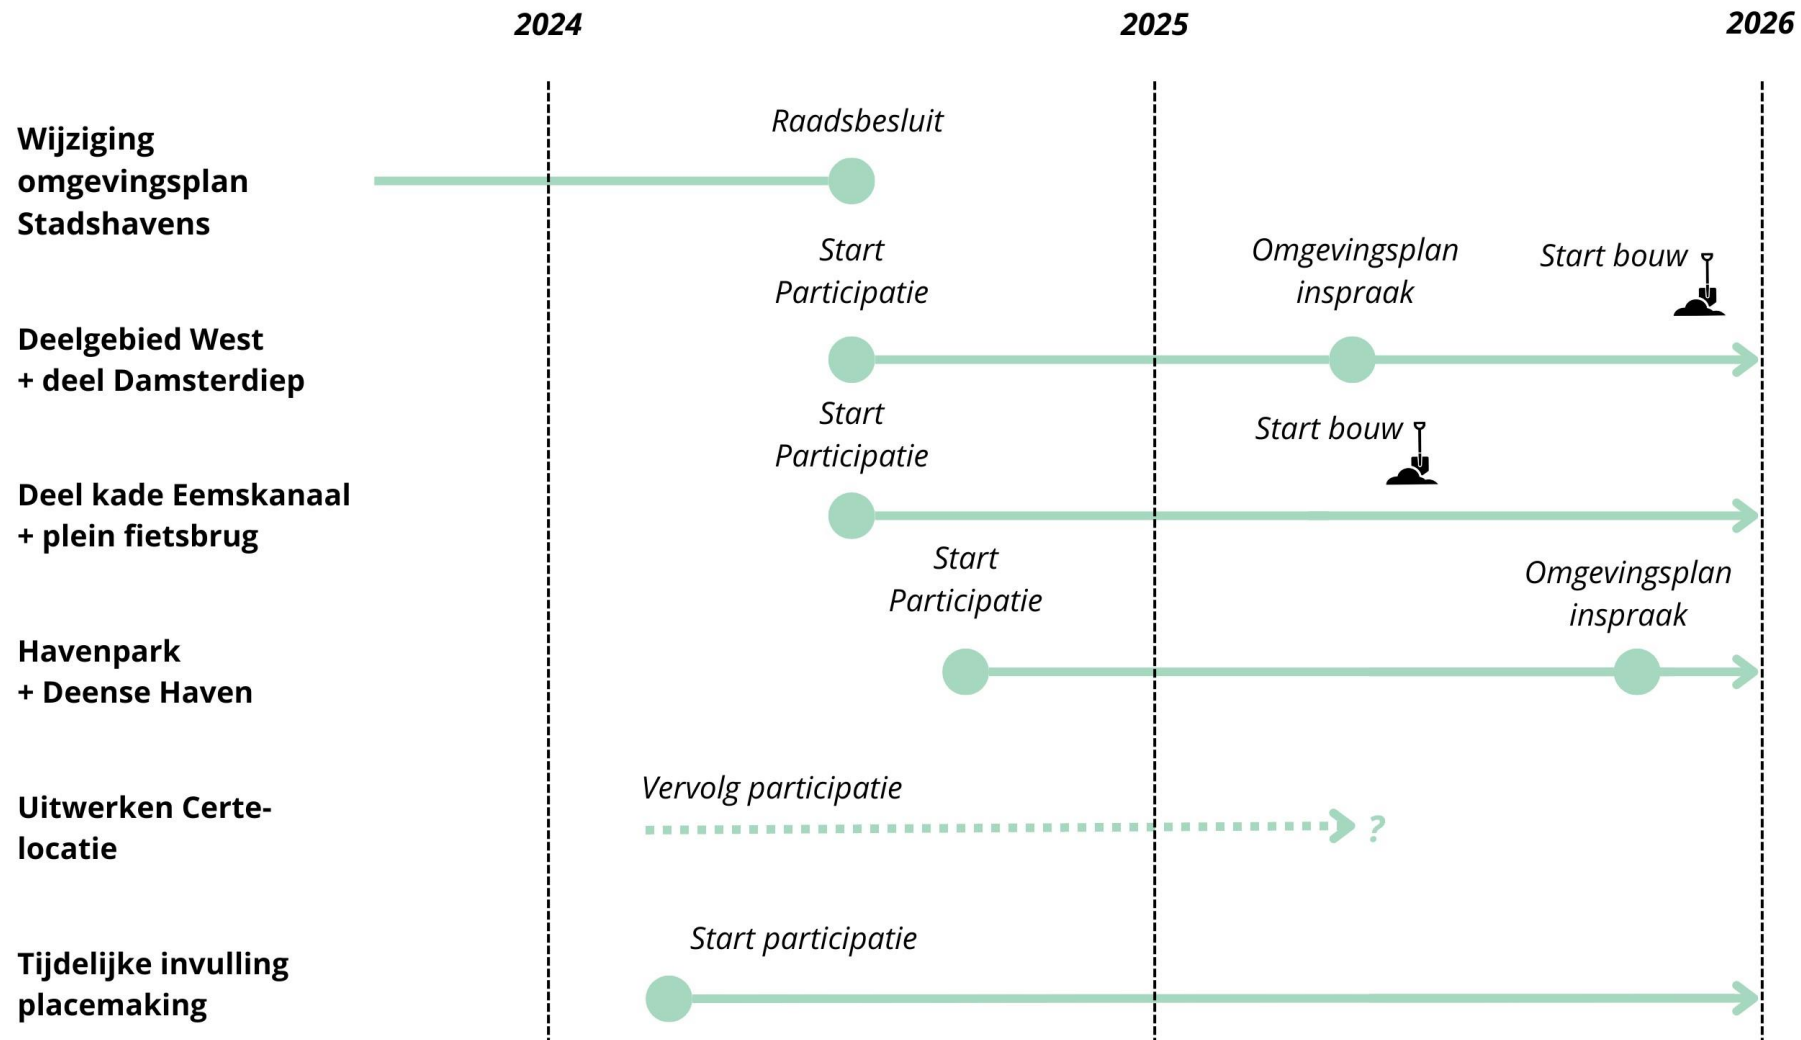 2024
2025
2026
Wijziging
omgevingsplan
Stadshavens
Raadsbesluit
Deelgebied West
+ deel Damsterdiep
Start
Participatie
Omgevingsplan
inspraak
Start bouw
Deel kade Eemskanaal
+ plein fietsbrug
Start
Participatie
Start bouw
Havenpark
+ Deense Haven
Start
Participatie
Omgevingsplan
inspraak
Uitwerken Certe-
locatie
Vervolg participatie
?
Tijdelijke invulling
placemaking
Start participatie